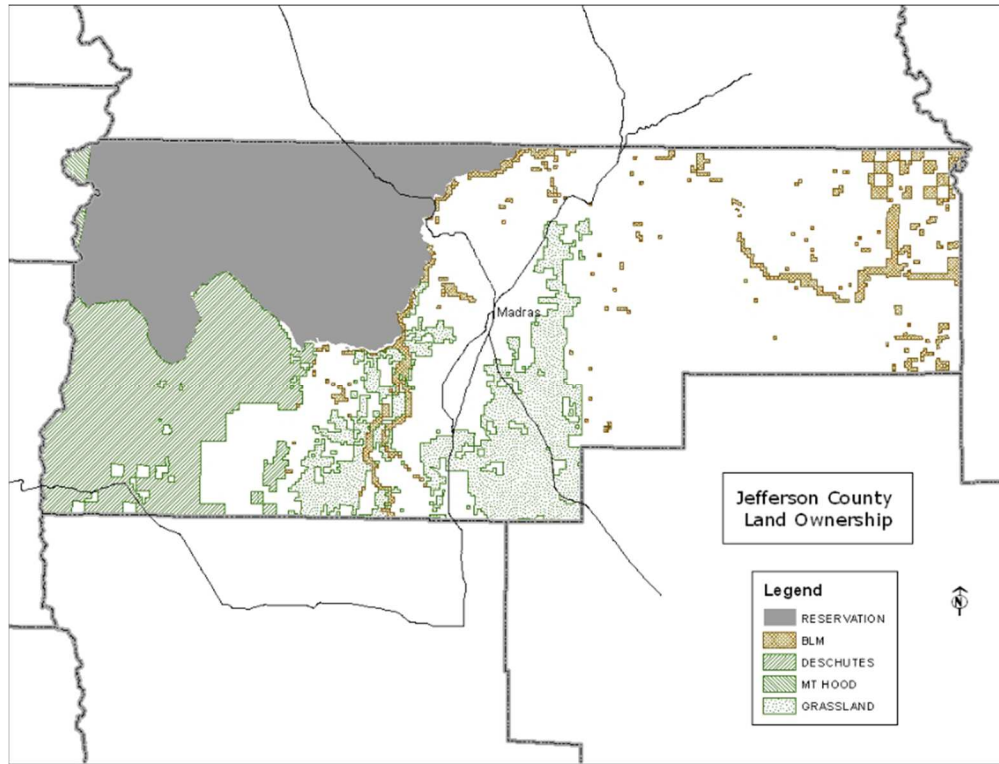 Madras
Jefferson County
Land Ownership
Legend
RESERVATION
BLM
DESCHUTES
MT HOOD
GRASSLAND
N